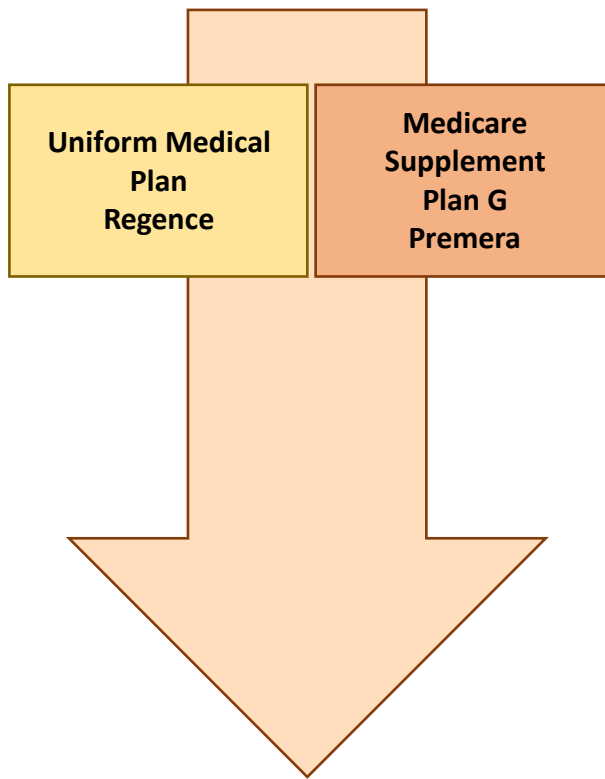 Uniform Medical
Plan
Regence
Medicare
Supplement
Plan G
Premera